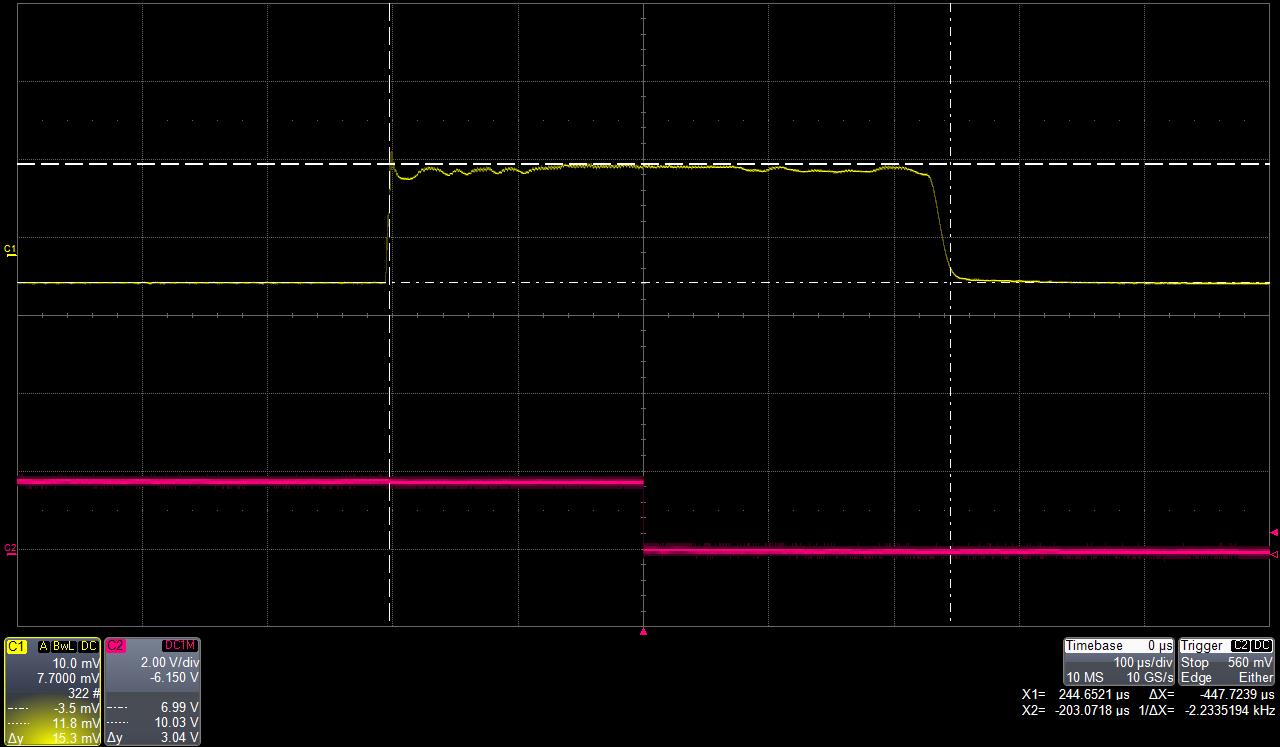 C1
C2
C1 A BwL DC
10.0 mV
7.7000 mV
322 #
-3.5 mV
11.8 mV
Δy 15.3 mV
C2 DC1M
2.00 V/div
-6.150 V
6.99 V
10.03 V
Δy 3.04 V
Timebase 0 µs
100 µs/div
10 MS 10 GS/s
Trigger C2 DC
Stop 560 mV
Edge Either
X1= 244.6521 µs ΔX= -447.7239 µs
X2= -203.0718 µs 1/ΔX= -2.2335194 kHz